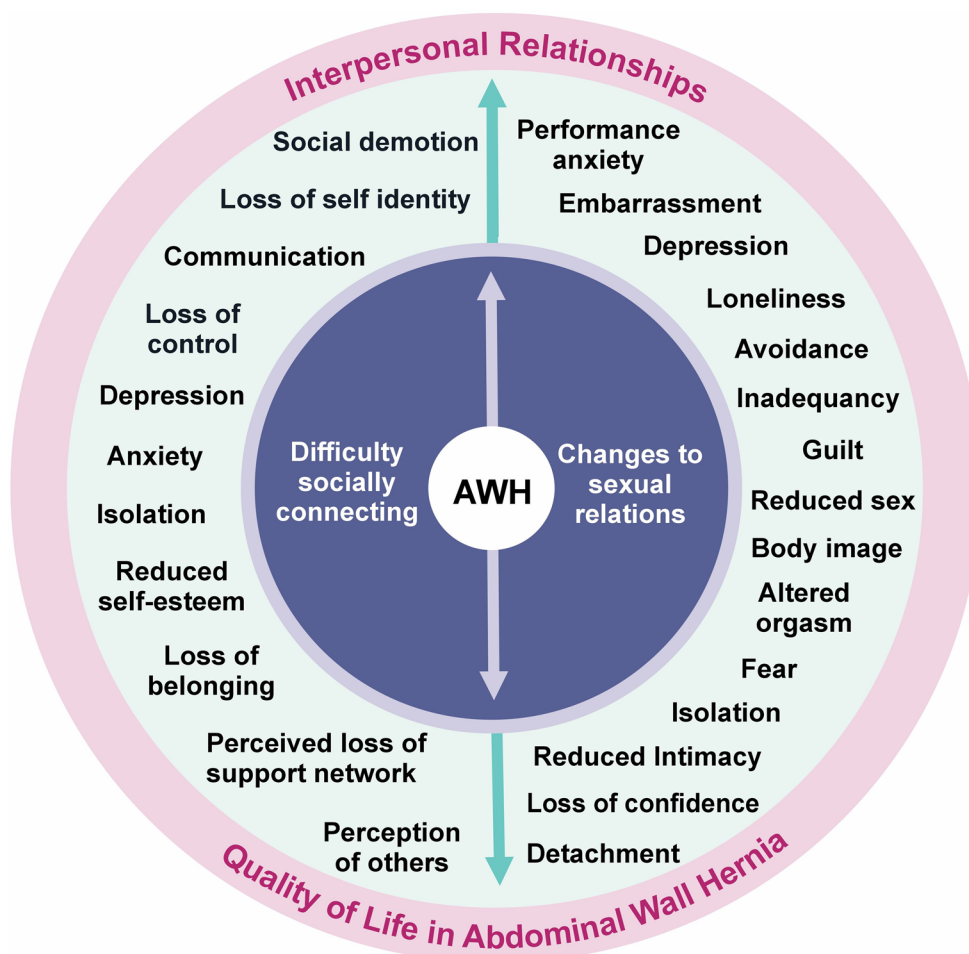 Interpersonal Relationships
Social demotion
Loss of self identity
Communication
Loss of
control
Depression
Anxiety
Isolation
Reduced
self-esteem
Loss of
belonging
Perceived loss of
support network
Perception
of others
Difficulty
socially
connecting
AWH
Changes to
sexual
relations
Performance
anxiety
Embarrassment
Depression
Loneliness
Avoidance
Inadequancy
Guilt
Reduced sex
Body image
Altered
orgasm
Fear
Isolation
Reduced Intimacy
Loss of confidence
Detachment
Quality of Life in Abdominal Wall Hernia